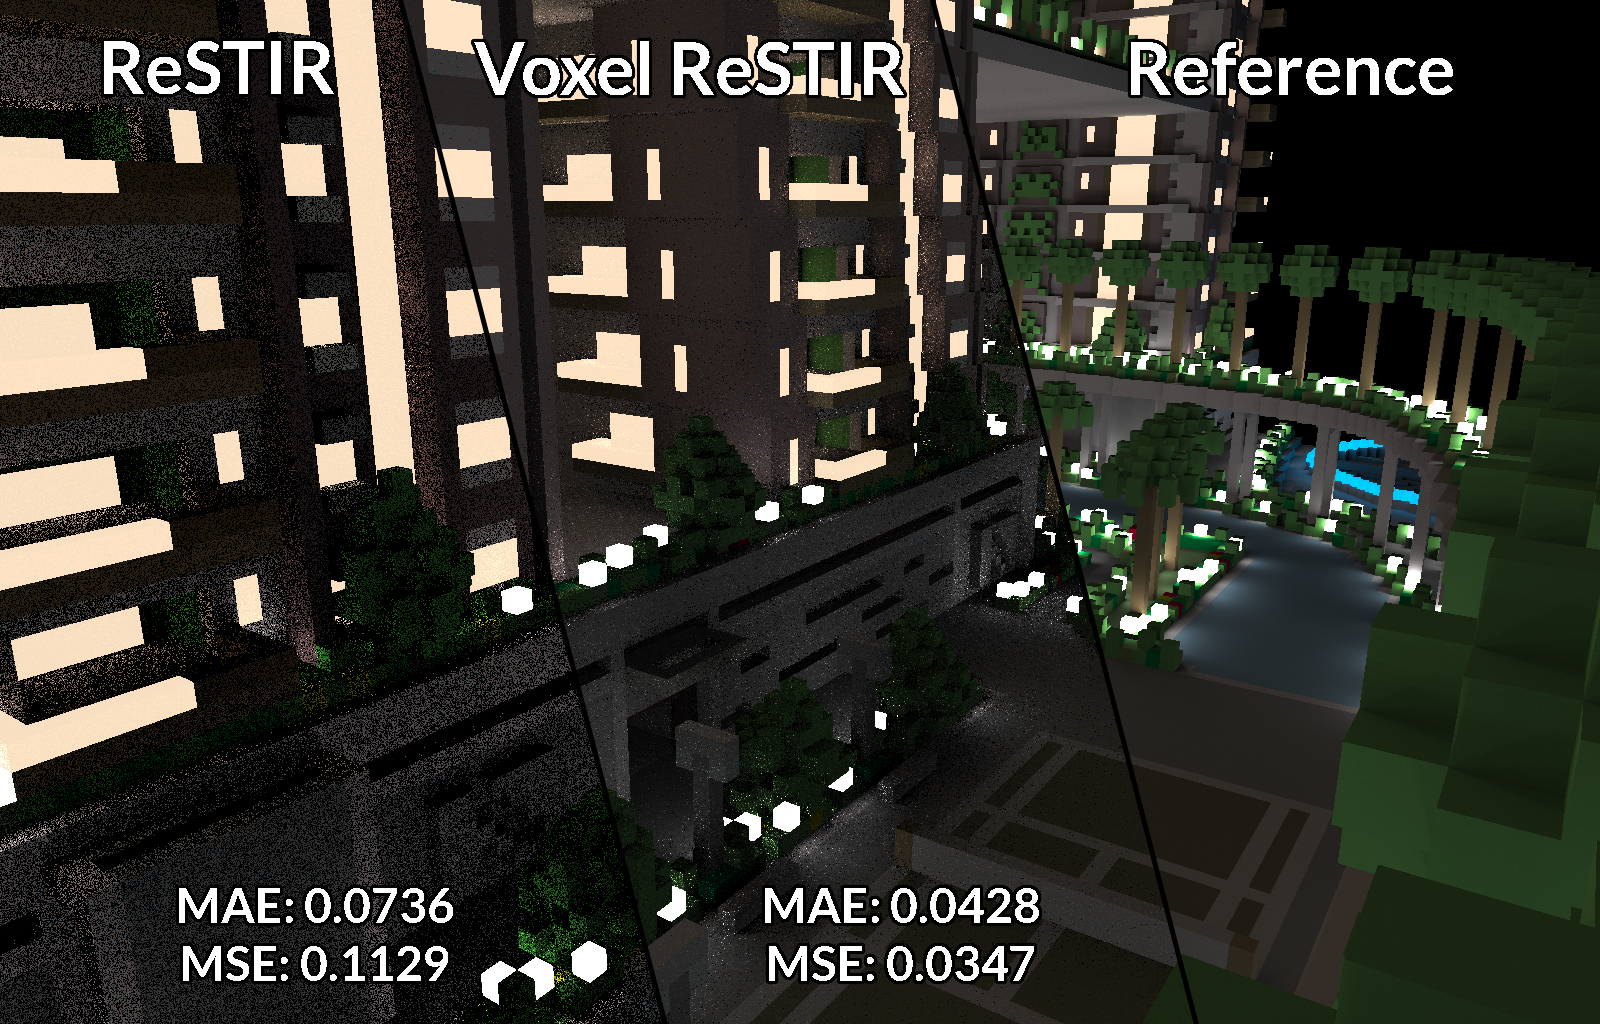 ReSTIR
Voxel ReSTIR
Reference
MAE: 0.0736
MSE: 0.1129
MAE: 0.0428
MSE: 0.0347